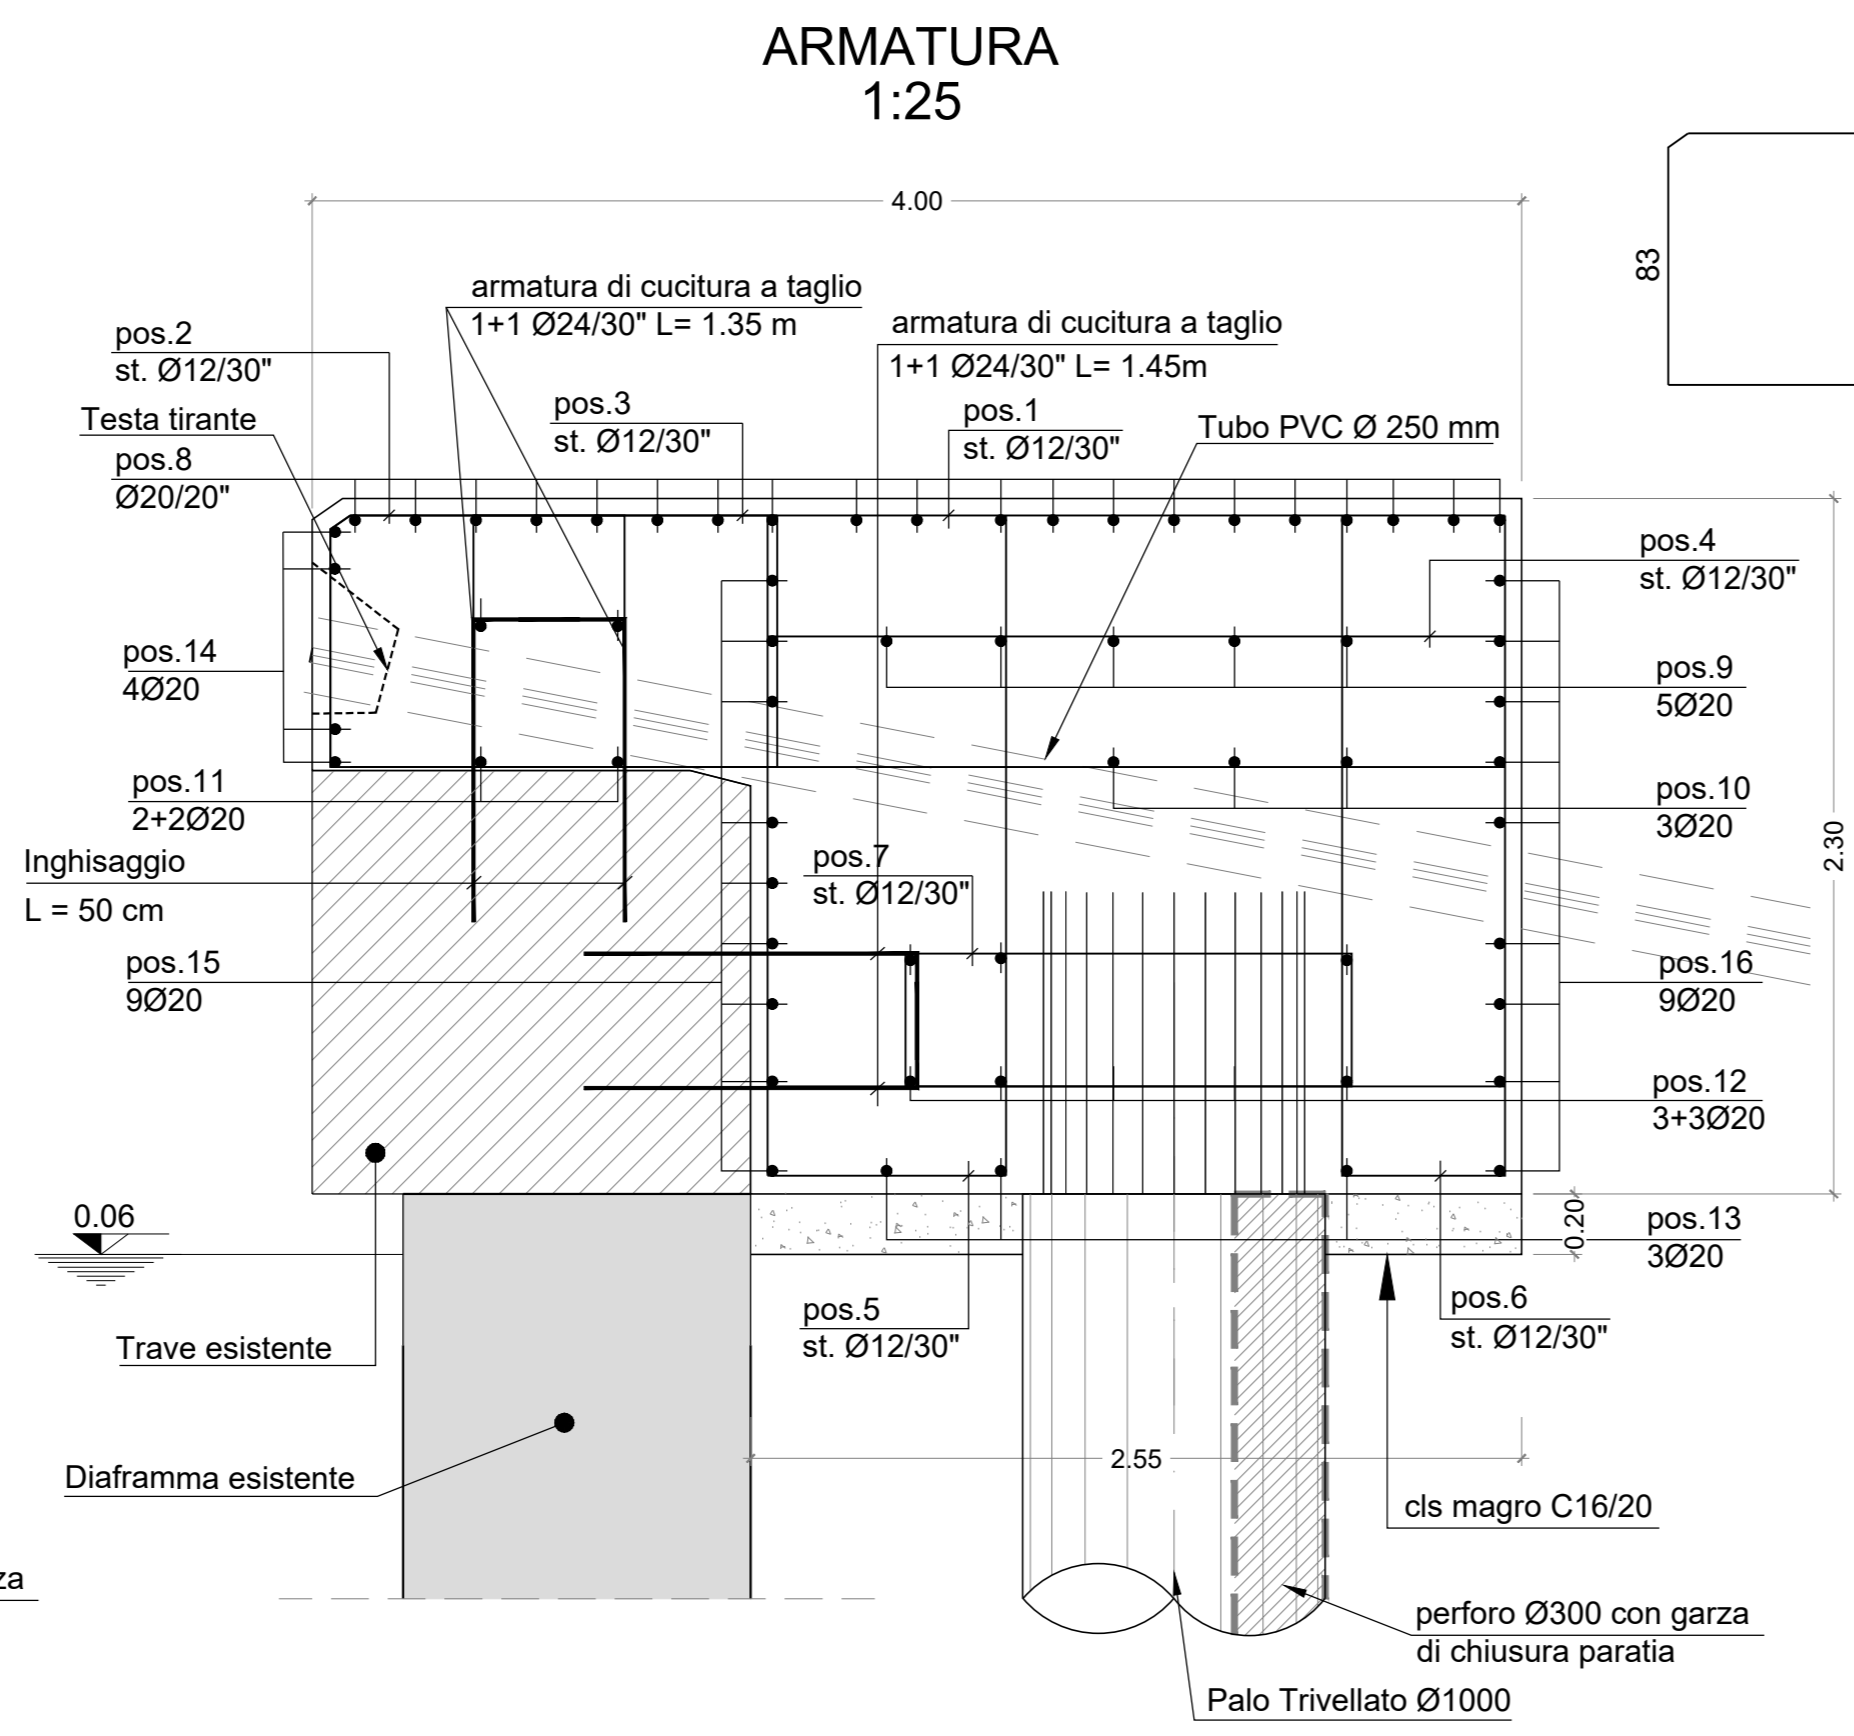 ARMATURA
1:25
4.00
83
armatura di cucitura a taglio
1+1 Ø24/30" L= 1.35 m
armatura di cucitura a taglio
1+1 Ø24/30" L= 1.45m
pos.2
st. Ø12/30"
Testa tirante
pos.8
Ø20/20"
pos.3
st. Ø12/30"
pos.1
st. Ø12/30"
Tubo PVC Ø 250 mm
pos.4
st. Ø12/30"
pos.14
4Ø20
pos.9
5Ø20
pos.11
2+2Ø20
pos.10
3Ø20
2.30
Inghisaggio
L = 50 cm
pos.7
st. Ø12/30"
pos.15
9Ø20
pos.16
9Ø20
pos.12
3+3Ø20
0.06
0.20
pos.13
3Ø20
pos.5
st. Ø12/30"
pos.6
st. Ø12/30"
Trave esistente
Diaframma esistente
2.55
cls magro C16/20
za
perforo Ø300 con garza
di chiusura paratia
Palo Trivellato Ø1000